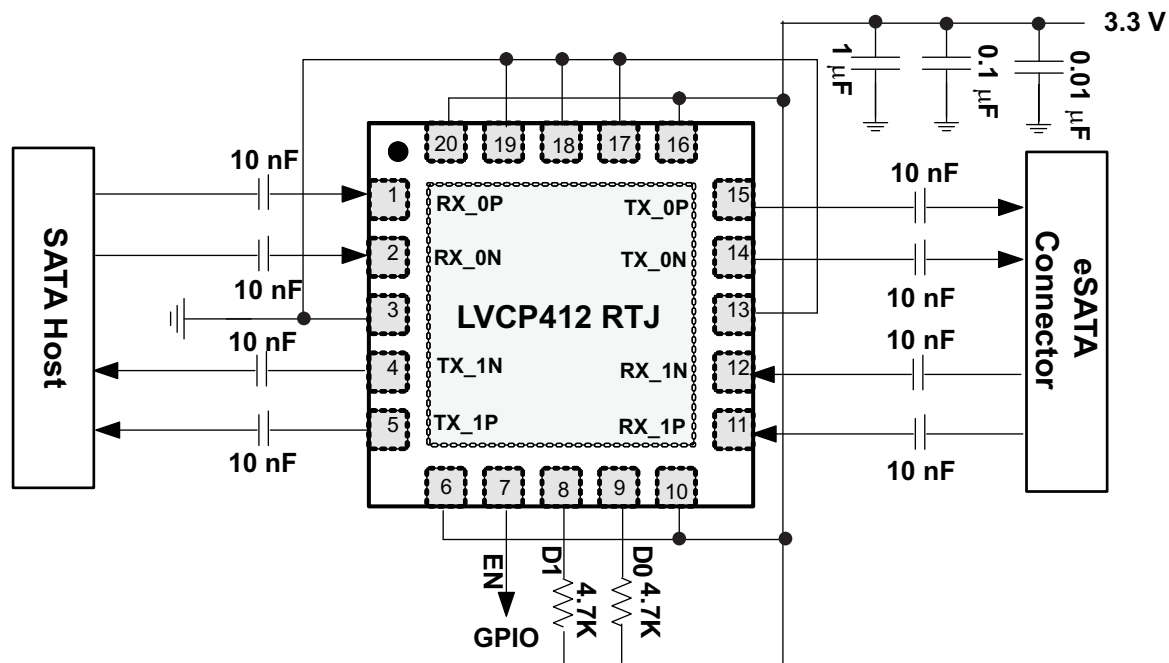 3.3 V
1 μF
0.1 μF
0.01 μF
20
19
18
17
16
SATA Host
10 nF
1
RX_0P
TX_0P
15
10 nF
eSATA
Connector
2
RX_0N
TX_0N
14
10 nF
10 nF
3
LVCP412 RTJ
13
10 nF
10 nF
4
TX_1N
RX_1N
12
5
TX_1P
RX_1P
11
10 nF
10 nF
6
7
8
9
10
EN
D1
D0
4.7K
4.7K
GPIO